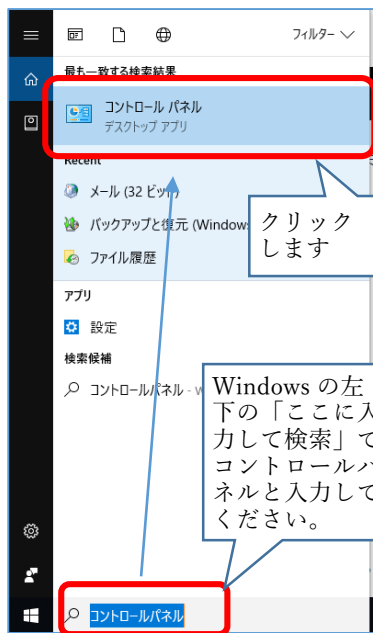 フィルター
最も一致する検索結果
コントロール パネル
デスクトップ アプリ
Recent
メール (32 ビット)
バックアップと復元 (Window
ファイル履歴
クリック
します
アプリ
設定
検索候補
コントロールパネル - w
Windows の左
下の「ここに入
力して検索」で
コントロールパ
ネルと入力して
ください。
コントロールパネル